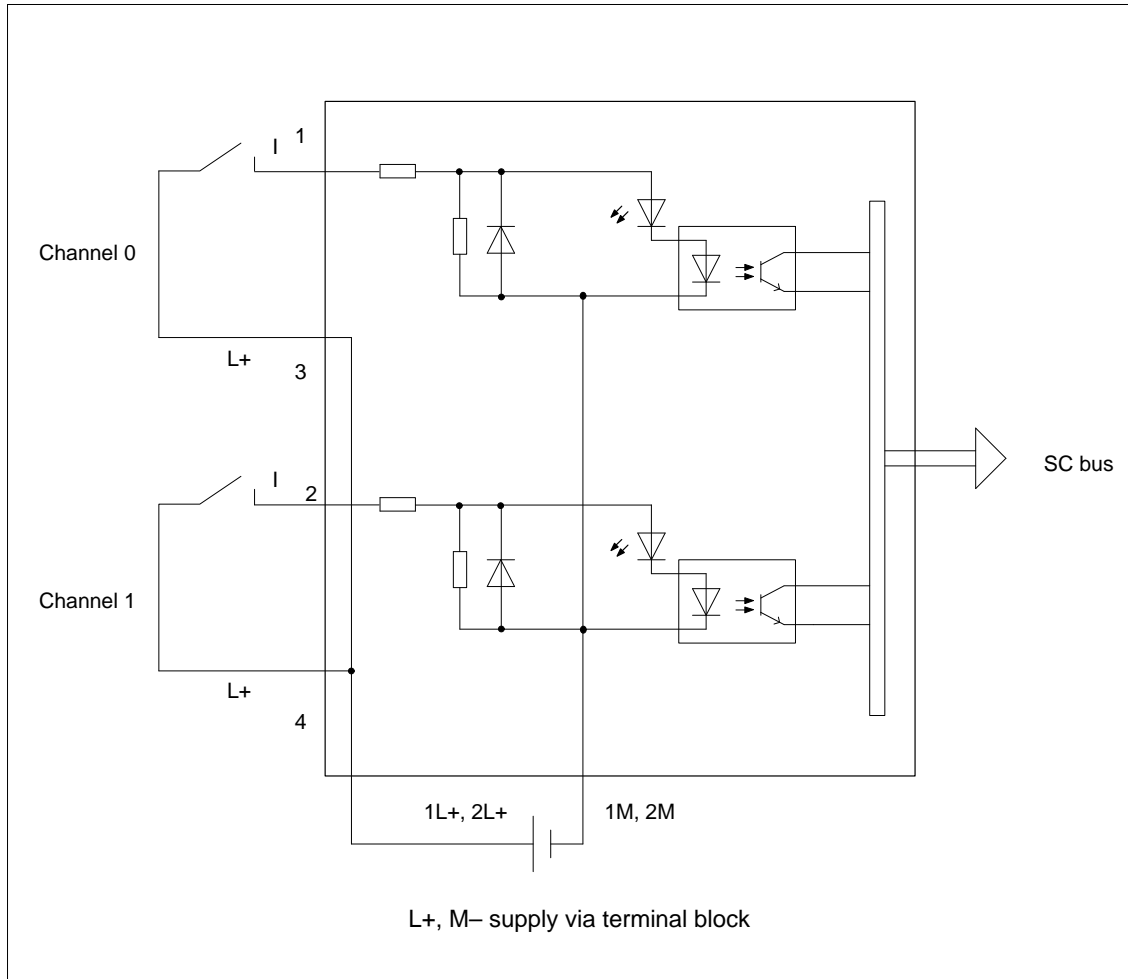 I 1
Channel 0
L+
3
I
2
SC bus
Channel 1
L+
4
1L+, 2L+
1M, 2M
L+, M– supply via terminal block